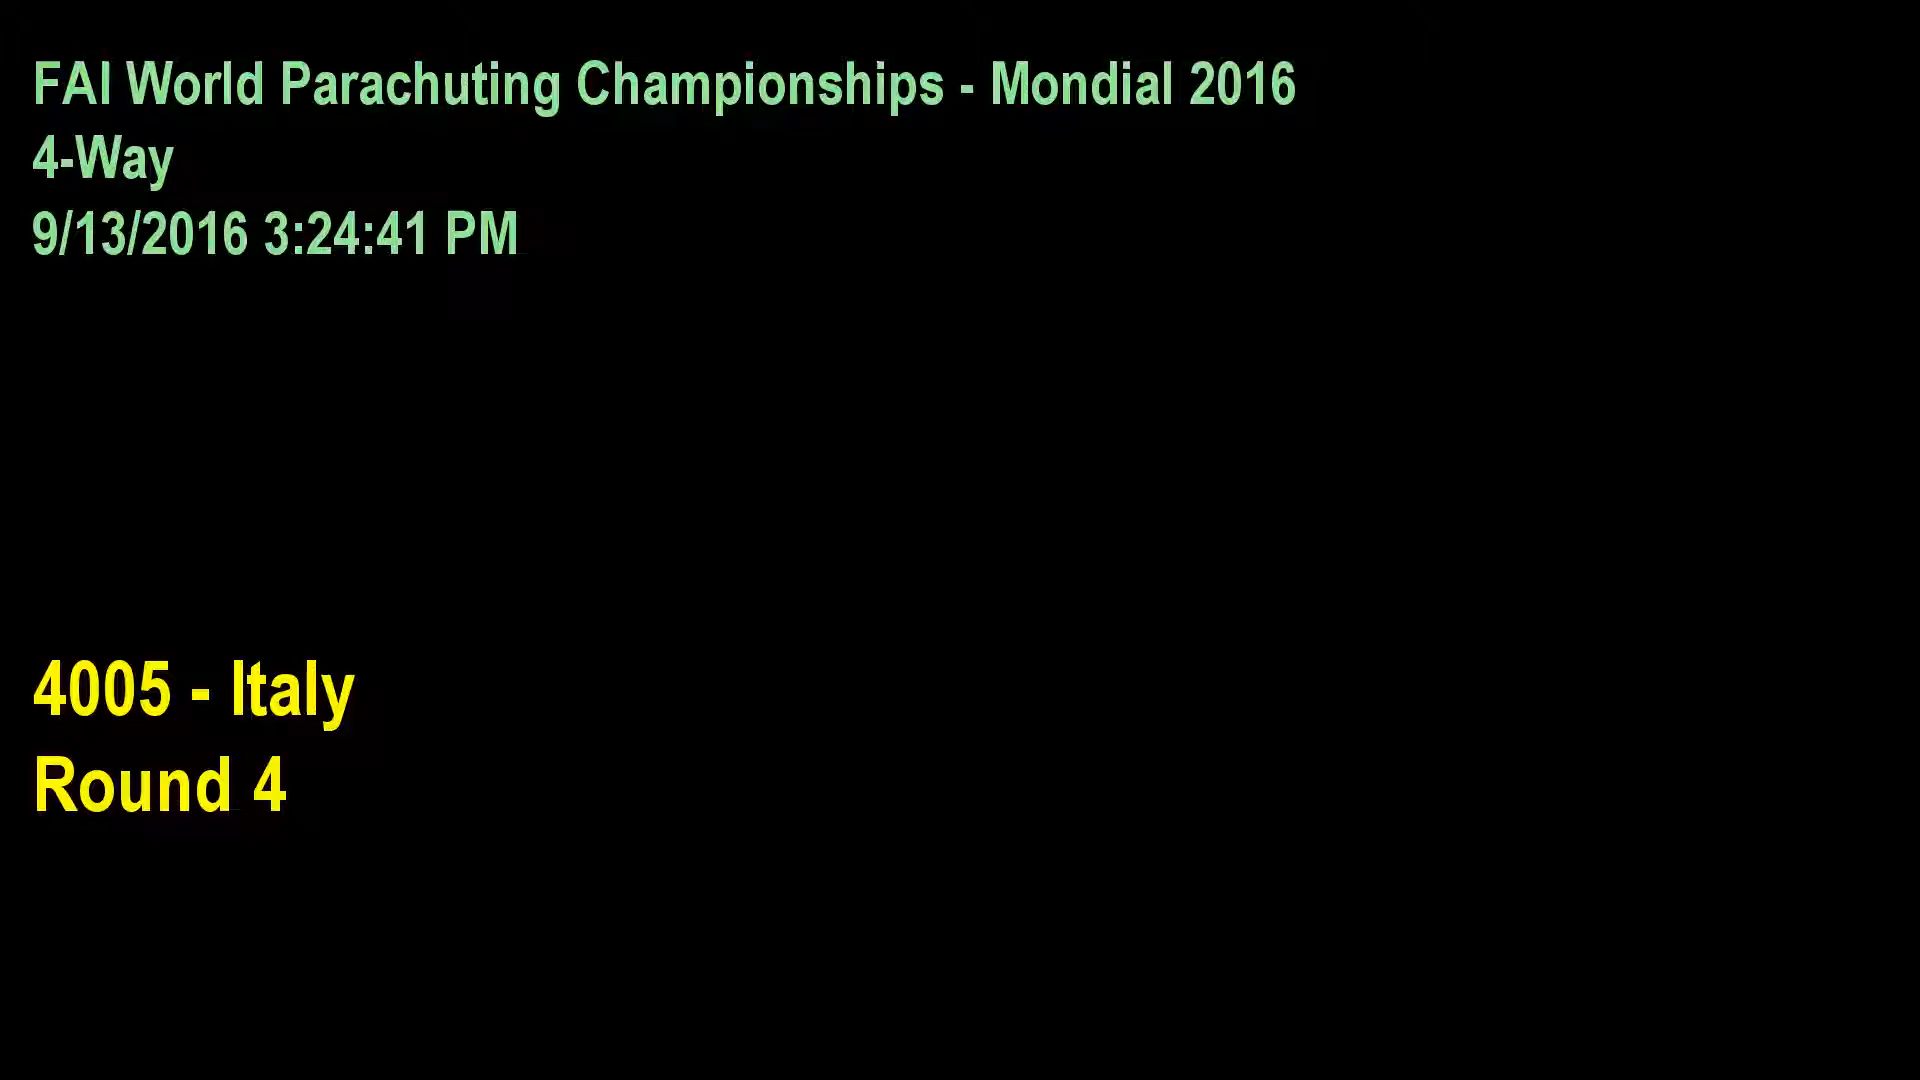 FAI World Parachuting Championships - Mondial 2016
4-Way
9/13/2016 3:24:41 PM
4005 - Italy
Round 4